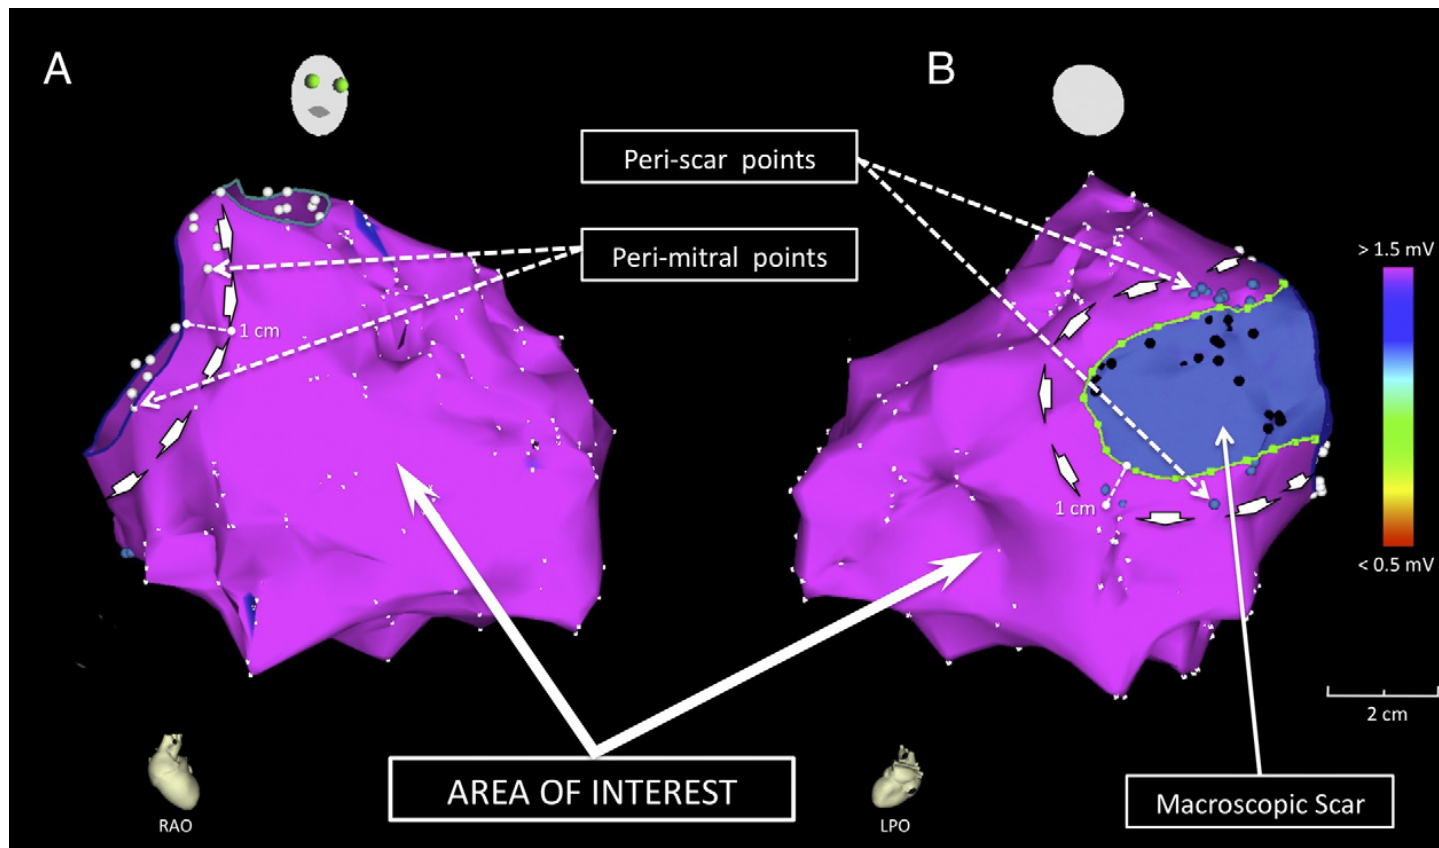 A
B
Peri-scar points
Peri-mitral points
> 1.5 mV
1 cm
1 cm
< 0.5 mV
2 cm
AREA OF INTEREST
Macroscopic Scar
RAO
LPO